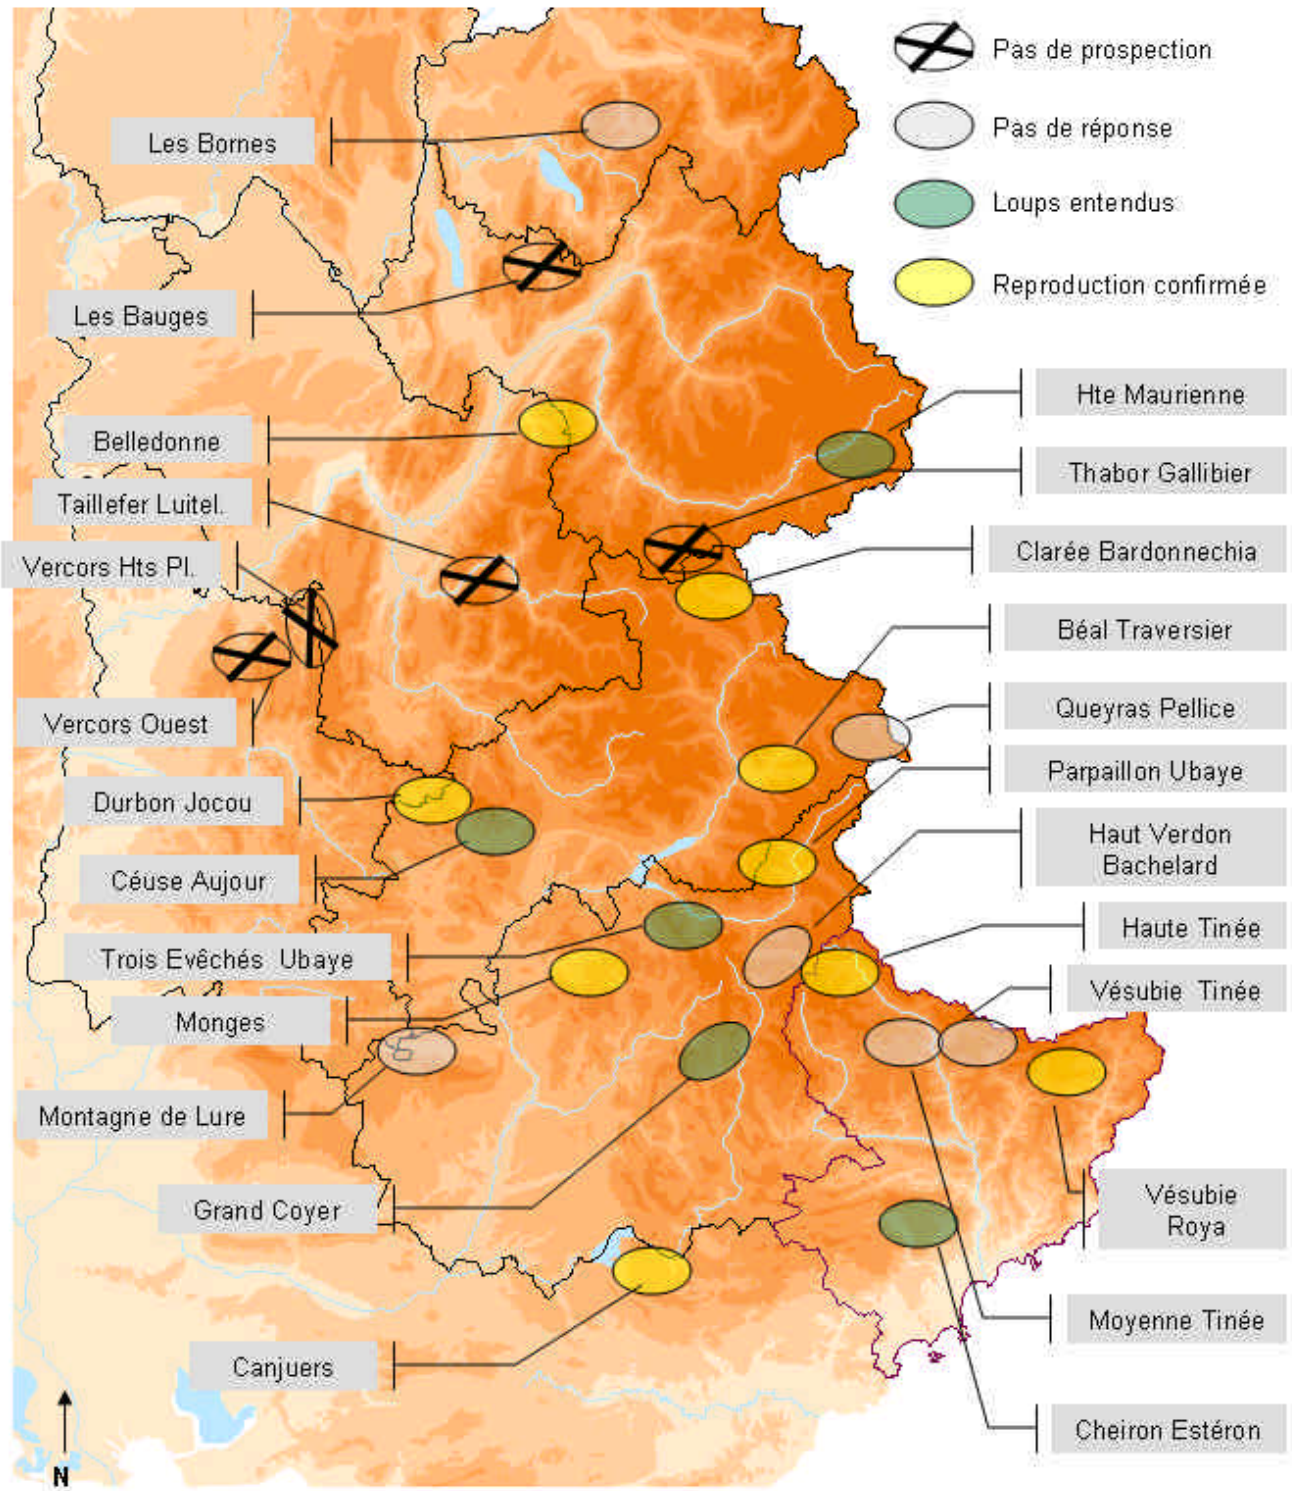 Pas de prospection
Pas de réponse
Loups entendus
Reproduction confirmée
Les Bornes
Les Bauges
Belledonne
Taillefer Luitel.
Vercors Hts Pl.
Vercors Ouest
Durbon Jocou
Céuse Aujour
Trois Evêchés Ubaye
Monges
Montagne de Lure
Grand Coyer
Canjuers
Hte Maurienne
Thabor Gallibier
Clarée Bardonnechia
Béal Traversier
Queyras Pellice
Parpaillon Ubaye
Haut Verdon
Bachelard
Haute Tinée
Vésubie Tinée
Vésubie
Roya
Moyenne Tinée
Cheiron Estéron
N